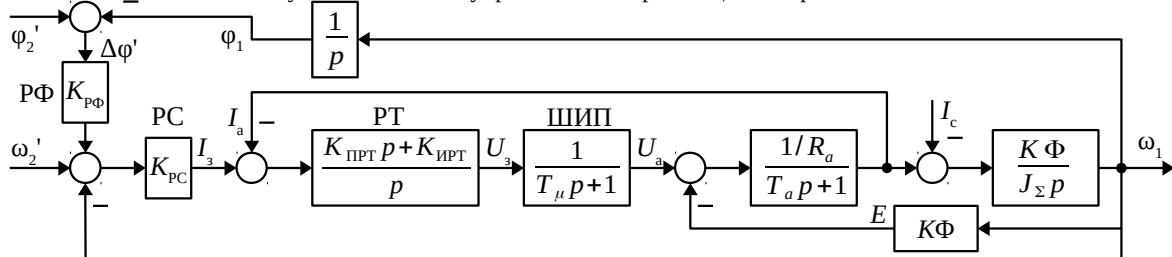 φ₂' Δφ' φ₁ 1/p
РФ K_РФ
РС РТ ШИП
I_а I_с
ω₂' K_РС I_з (K_ПРТ p+K_ИРТ)/p U_з 1/(T_μ p+1) U_а (1/R_a)/(T_a p+1) (K Φ)/(J_Σ p) ω₁
E KΦ